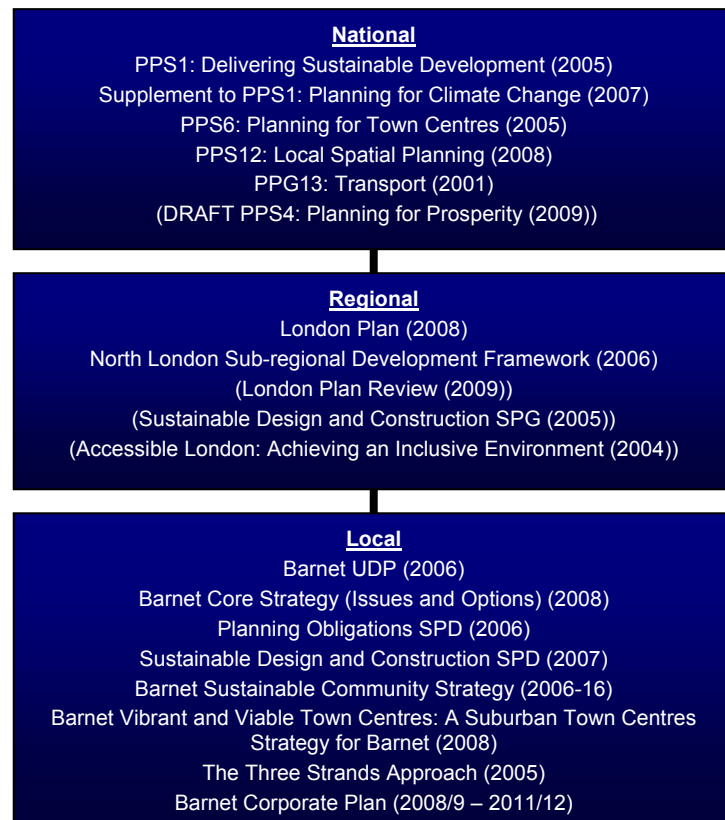 National
PPS1: Delivering Sustainable Development (2005)
Supplement to PPS1: Planning for Climate Change (2007)
PPS6: Planning for Town Centres (2005)
PPS12: Local Spatial Planning (2008)
PPG13: Transport (2001)
(DRAFT PPS4: Planning for Prosperity (2009))
Regional
London Plan (2008)
North London Sub-regional Development Framework (2006)
(London Plan Review (2009))
(Sustainable Design and Construction SPG (2005))
(Accessible London: Achieving an Inclusive Environment (2004))
Local
Barnet UDP (2006)
Barnet Core Strategy (Issues and Options) (2008)
Planning Obligations SPD (2006)
Sustainable Design and Construction SPD (2007)
Barnet Sustainable Community Strategy (2006-16)
Barnet Vibrant and Viable Town Centres: A Suburban Town Centres
Strategy for Barnet (2008)
The Three Strands Approach (2005)
Barnet Corporate Plan (2008/9 – 2011/12)